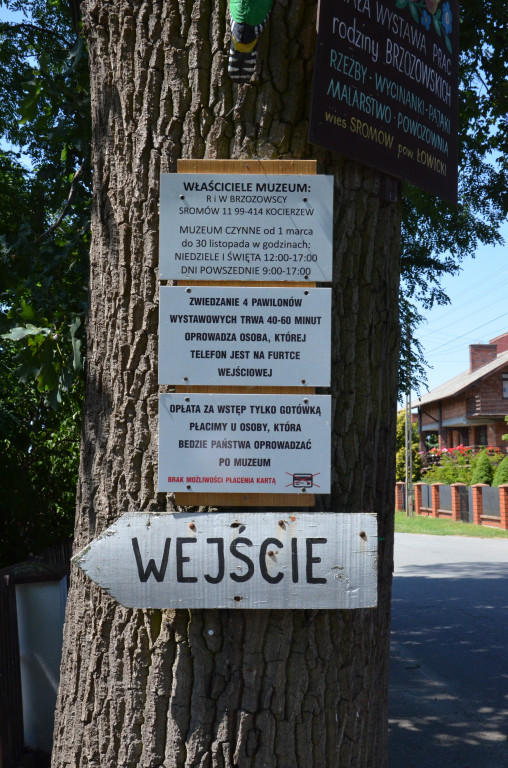 WYSTAWA PRAC
rodziny BRZOZOWSKICH
RZEŹBY · WYCINANKI · PAJĄKI
MALARSTWO · POWOZOWNIA
wieś SROMÓW pow. ŁOWICKI
WŁAŚCICIELE MUZEUM:
R i W BRZOZOWSCY
SROMÓW 11 99-414 KOCIERZEW
MUZEUM CZYNNE od 1 marca
do 30 listopada w godzinach;
NIEDZIELE I ŚWIĘTA 12:00-17:00
DNI POWSZEDNIE 9:00-17:00
ZWIEDZANIE 4 PAWILONÓW
WYSTAWOWYCH TRWA 40-60 MINUT
OPROWADZA OSOBA, KTÓREJ
TELEFON JEST NA FURTCE
WEJŚCIOWEJ
OPŁATA ZA WSTĘP TYLKO GOTÓWKĄ
PŁACIMY U OSOBY, KTÓRA
BEDZIE PAŃSTWA OPROWADZAĆ
PO MUZEUM
BRAK MOŻLIWOŚCI PŁACENIA KARTĄ
WEJŚCIE